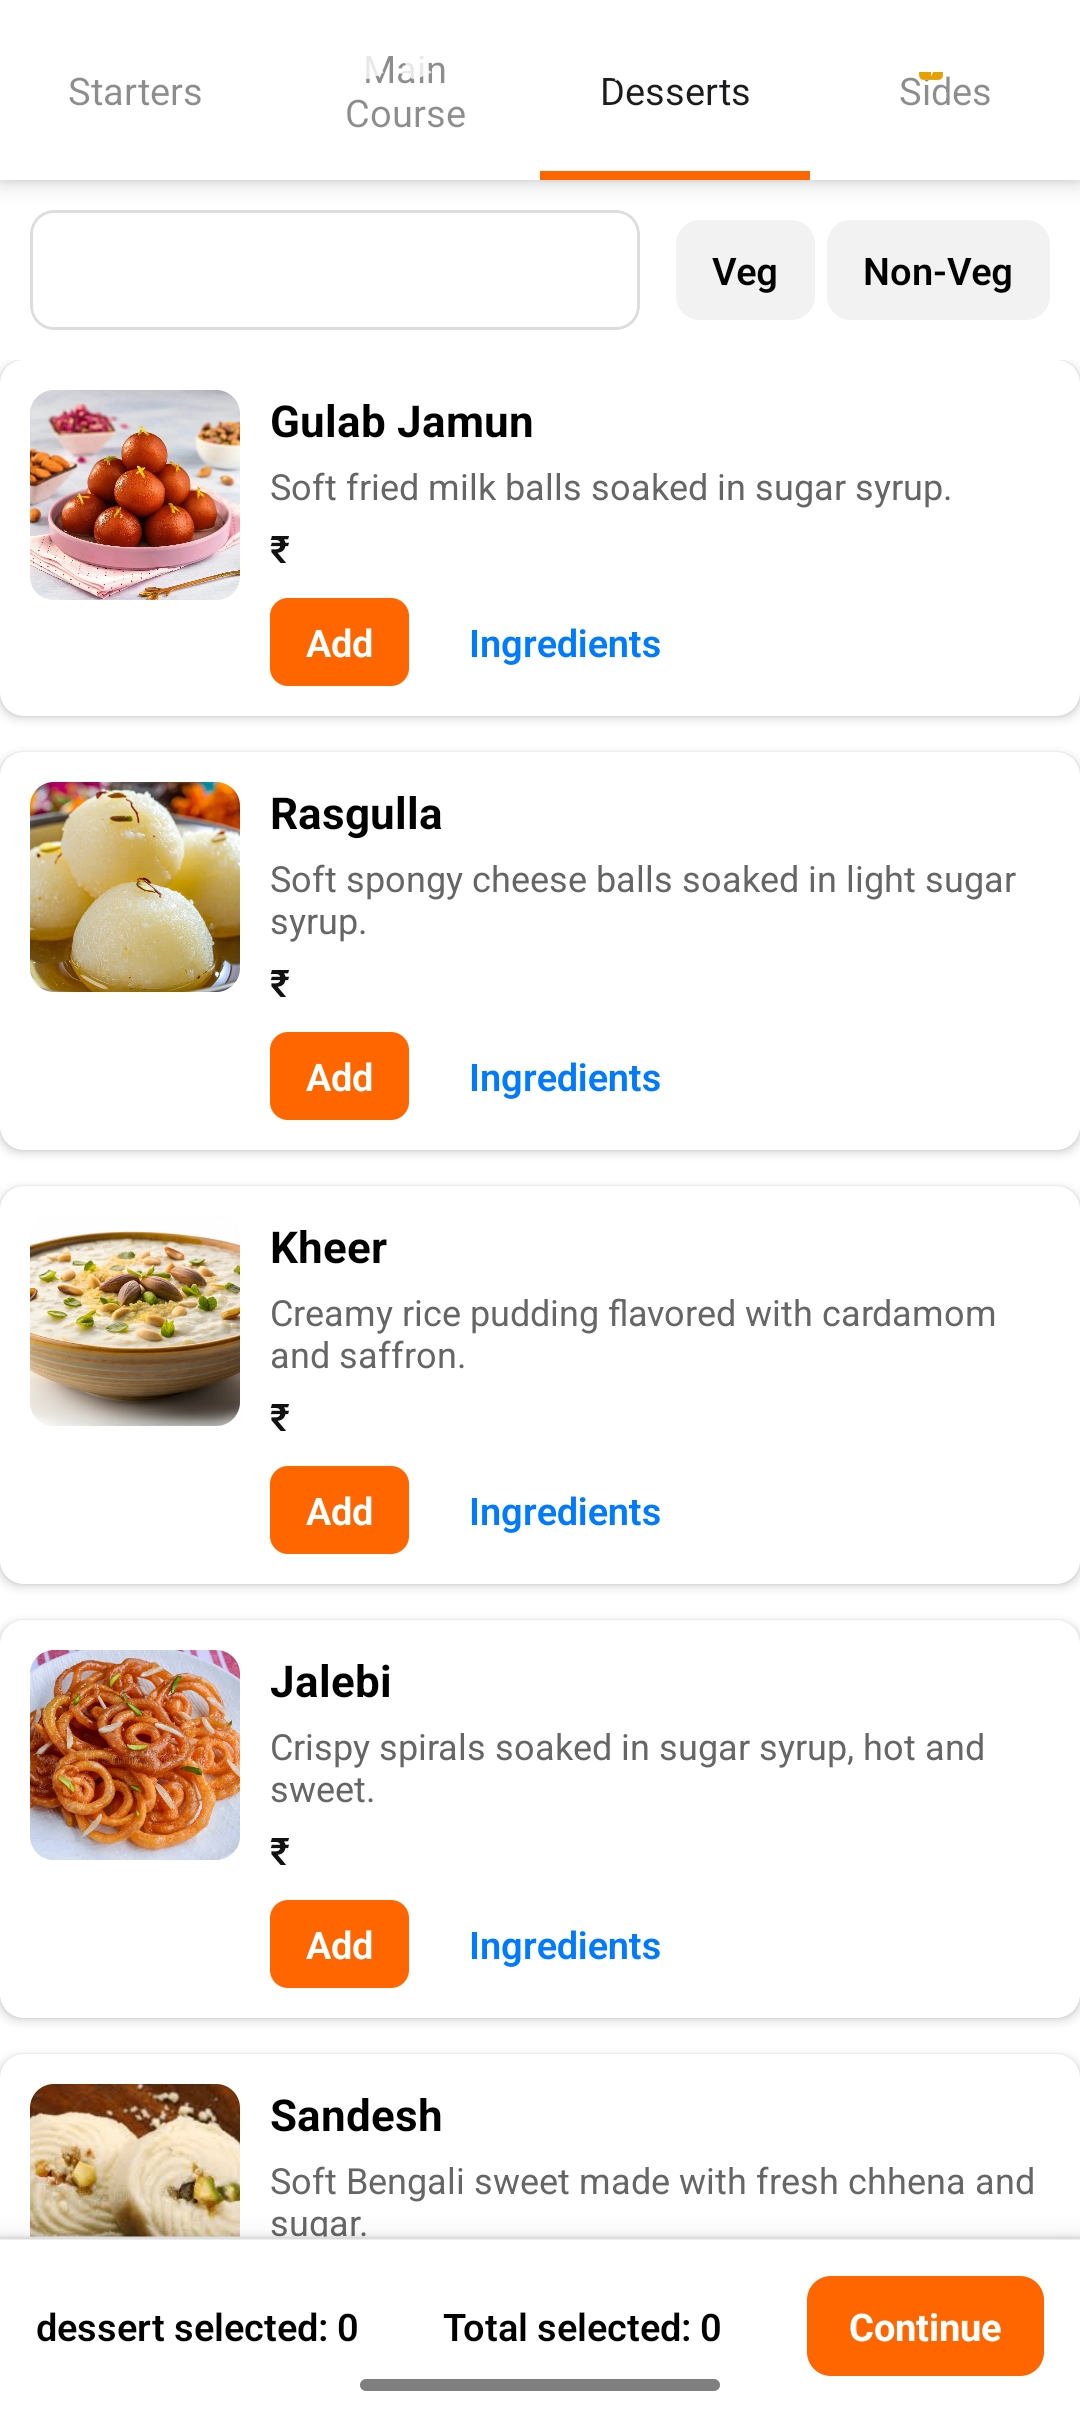 Starters
Main
Course
Desserts
Sides
Veg
Non-Veg
Gulab Jamun
Soft fried milk balls soaked in sugar syrup.
₹
Add
Ingredients
Rasgulla
Soft spongy cheese balls soaked in light sugar
syrup.
₹
Add
Ingredients
Kheer
Creamy rice pudding flavored with cardamom
and saffron.
₹
Add
Ingredients
Jalebi
Crispy spirals soaked in sugar syrup, hot and
sweet.
₹
Add
Ingredients
Sandesh
Soft Bengali sweet made with fresh chhena and
sugar.
dessert selected: 0
Total selected: 0
Continue